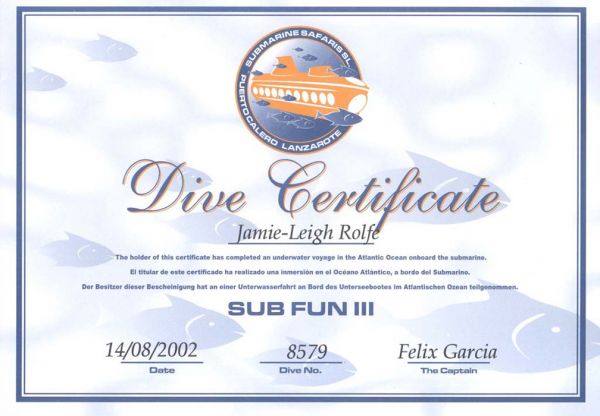 SUBMARINE SAFARIS SL
PUERTO CALERO LANZAROTE
Dive Certificate
Jamie-Leigh Rolfe
The holder of this certificate has completed an underwater voyage in the Atlantic Ocean onboard the submarine.
El titular de este certificado ha realizado una inmersión en el Océano Atlántico, a bordo del Submarino.
Der Besitzer dieser Bescheinigung hat an einer Unterwasserfahrt an Bord des Unterseebootes im Atlantischen Ozean teilgenommen.
SUB FUN III
14/08/2002 8579 Felix Garcia
Date Dive No. The Captain